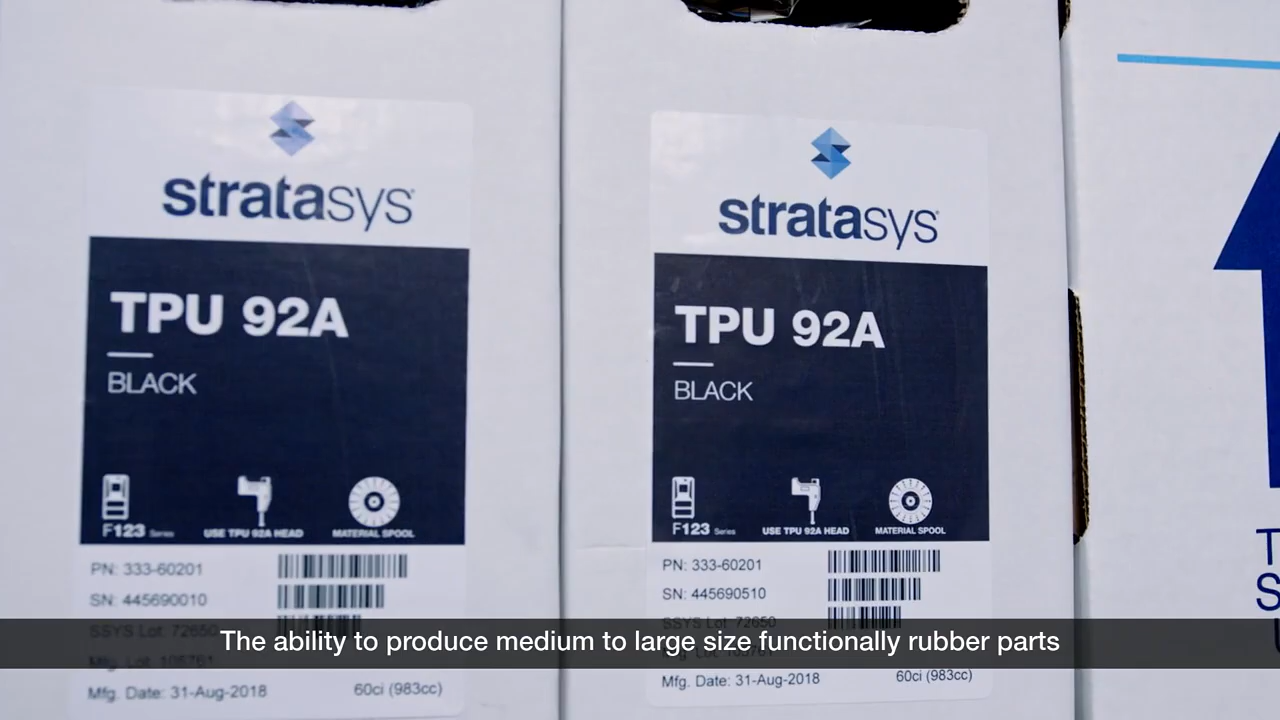 stratasys
TPU 92A
BLACK
F123 Series
USE TPU 92A HEAD
MATERIAL SPOOL
PN: 333-60201
SN: 445690010
SSYS Lot: 72650
Mfg. Lot: 105761
Mfg. Date: 31-Aug-2018
60ci (983cc)
stratasys
TPU 92A
BLACK
F123 Series
USE TPU 92A HEAD
MATERIAL SPOOL
PN: 333-60201
SN: 445690510
SSYS Lot: 72650
Mfg. Lot: 105761
Mfg. Date: 31-Aug-2018
60ci (983cc)
T
S
The ability to produce medium to large size functionally rubber parts